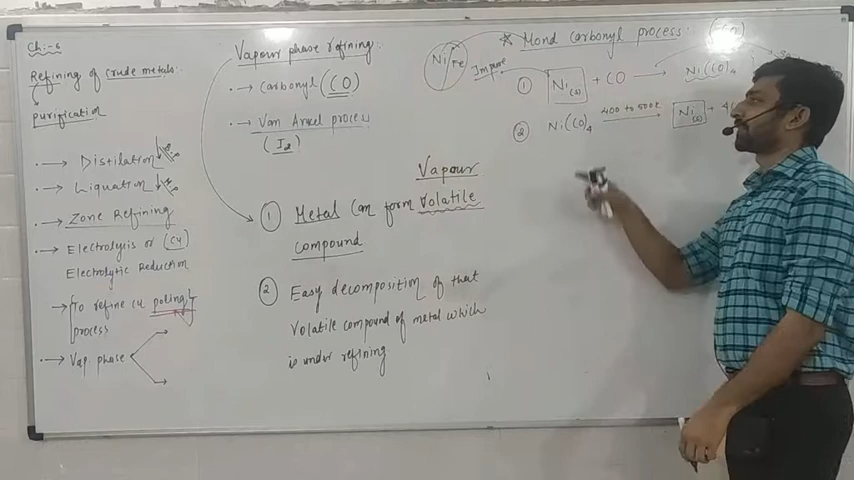 Ch:-6
Refining of crude metals:-
purification
→ Distilation
→ Liquation
→ Zone Refining
→ Electrolysis or (Cu)
Electrolytic Reduction
→ To refine Cu poling
process
→ Vap. phase
Vapour phase refining:-
→ Carbonyl (CO)
→ Van Arkel process
(I2)
Vapour
① Metal Can form Volatile
Compound
② Easy decomposition of that
Volatile compound of metal which
is under refining
Ni/Fe
Impure
* Mond Carbonyl process:-
① Ni(s) + CO → Ni(CO)4
② Ni(CO)4 400 to 500K → Ni(s) + 4